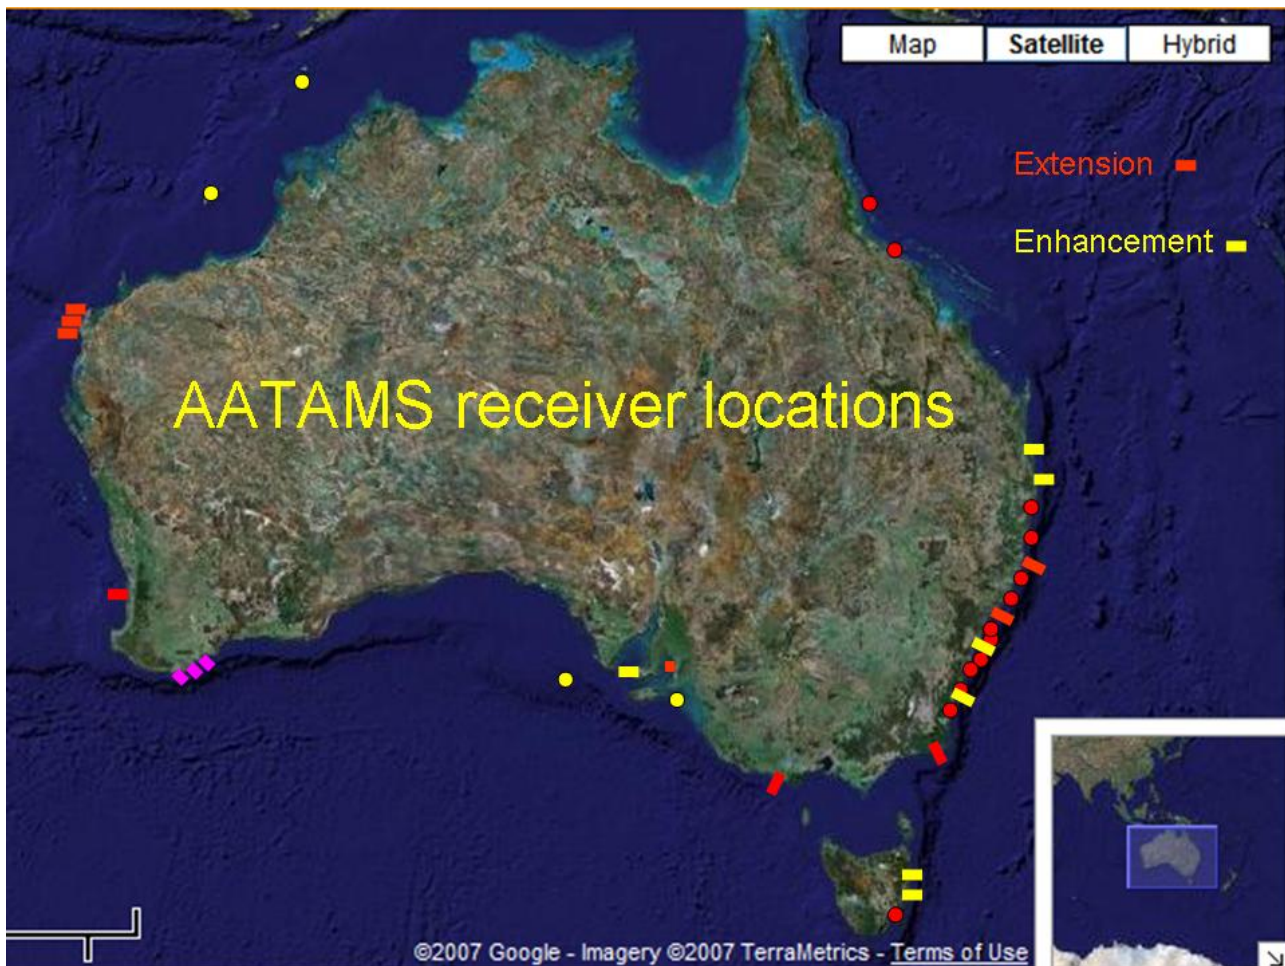 Map Satellite Hybrid
Extension
Enhancement
AATAMS receiver locations
©2007 Google - Imagery ©2007 TerraMetrics - Terms of Use